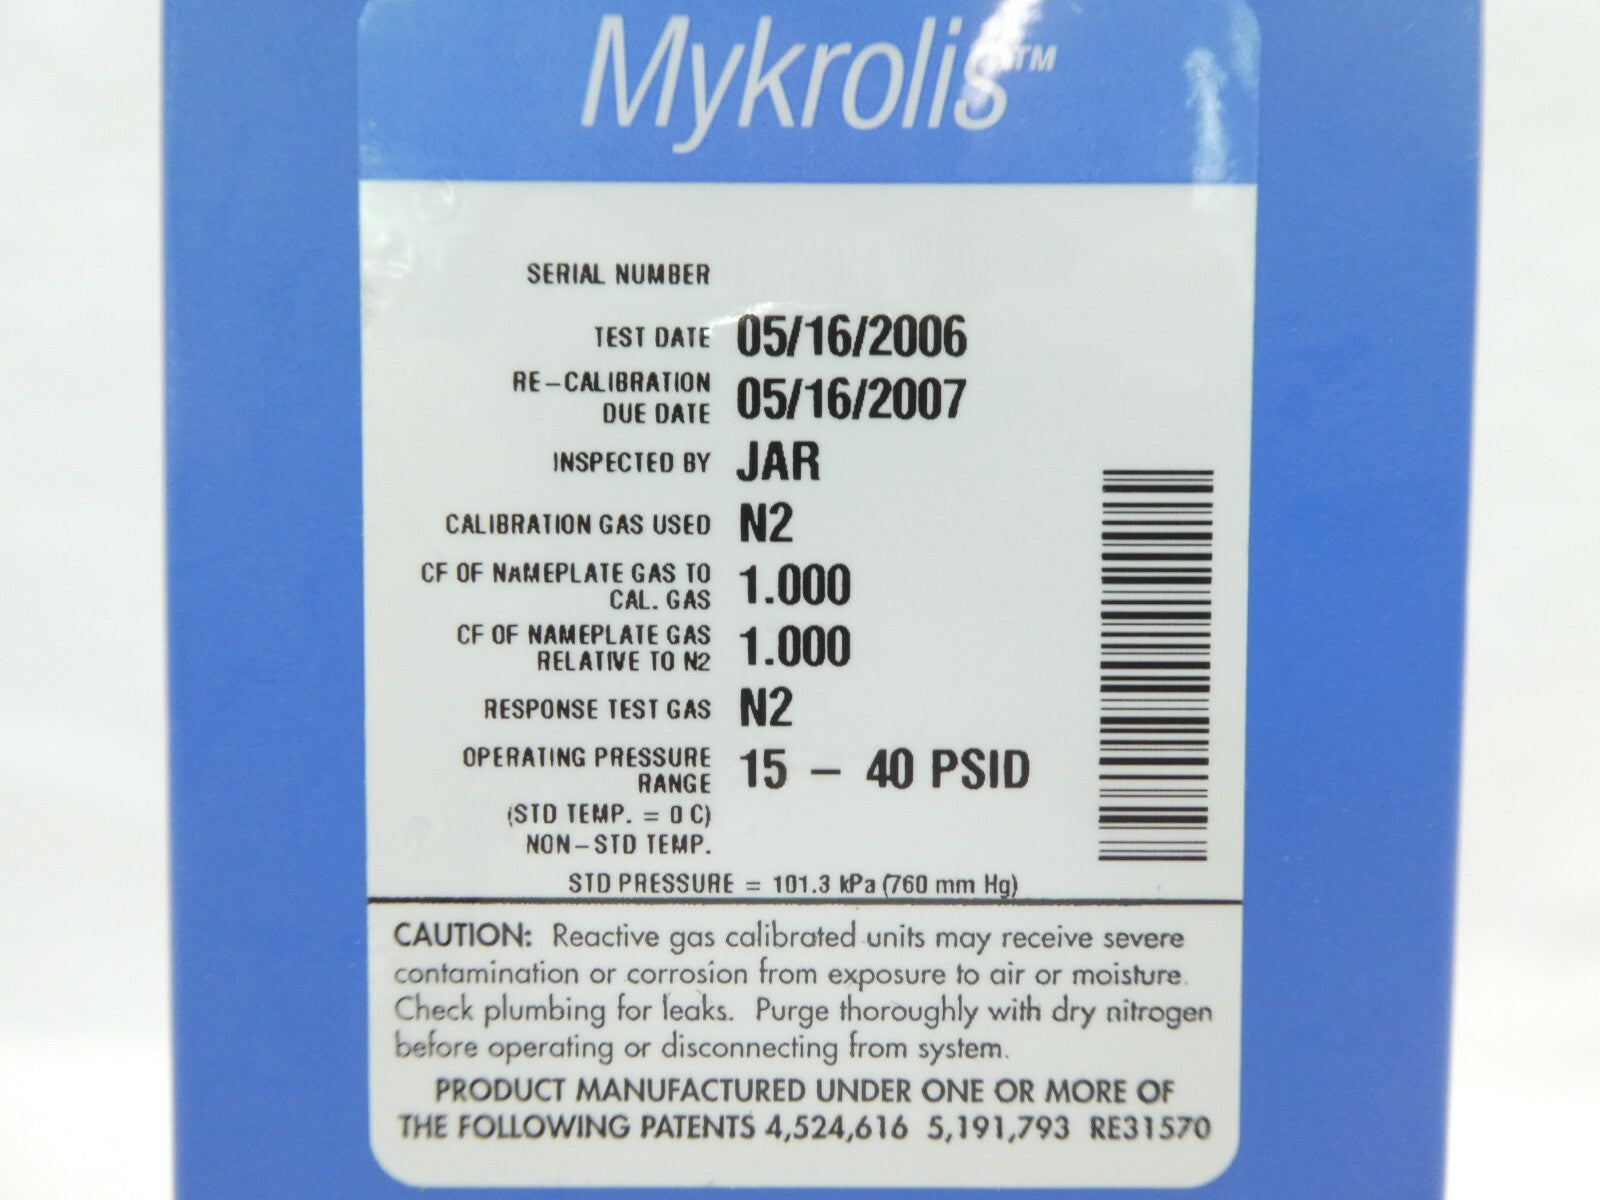 Mykrolis™
SERIAL NUMBER
TEST DATE 05/16/2006
RE-CALIBRATION
DUE DATE 05/16/2007
INSPECTED BY JAR
CALIBRATION GAS USED N2
CF OF NAMEPLATE GAS TO
CAL. GAS 1.000
CF OF NAMEPLATE GAS
RELATIVE TO N2 1.000
RESPONSE TEST GAS N2
OPERATING PRESSURE
RANGE 15 - 40 PSID
(STD TEMP. = 0 C)
NON-STD TEMP.
STD PRESSURE = 101.3 kPa (760 mm Hg)
CAUTION: Reactive gas calibrated units may receive severe
contamination or corrosion from exposure to air or moisture.
Check plumbing for leaks. Purge thoroughly with dry nitrogen
before operating or disconnecting from system.
PRODUCT MANUFACTURED UNDER ONE OR MORE OF
THE FOLLOWING PATENTS 4,524,616 5,191,793 RE31570